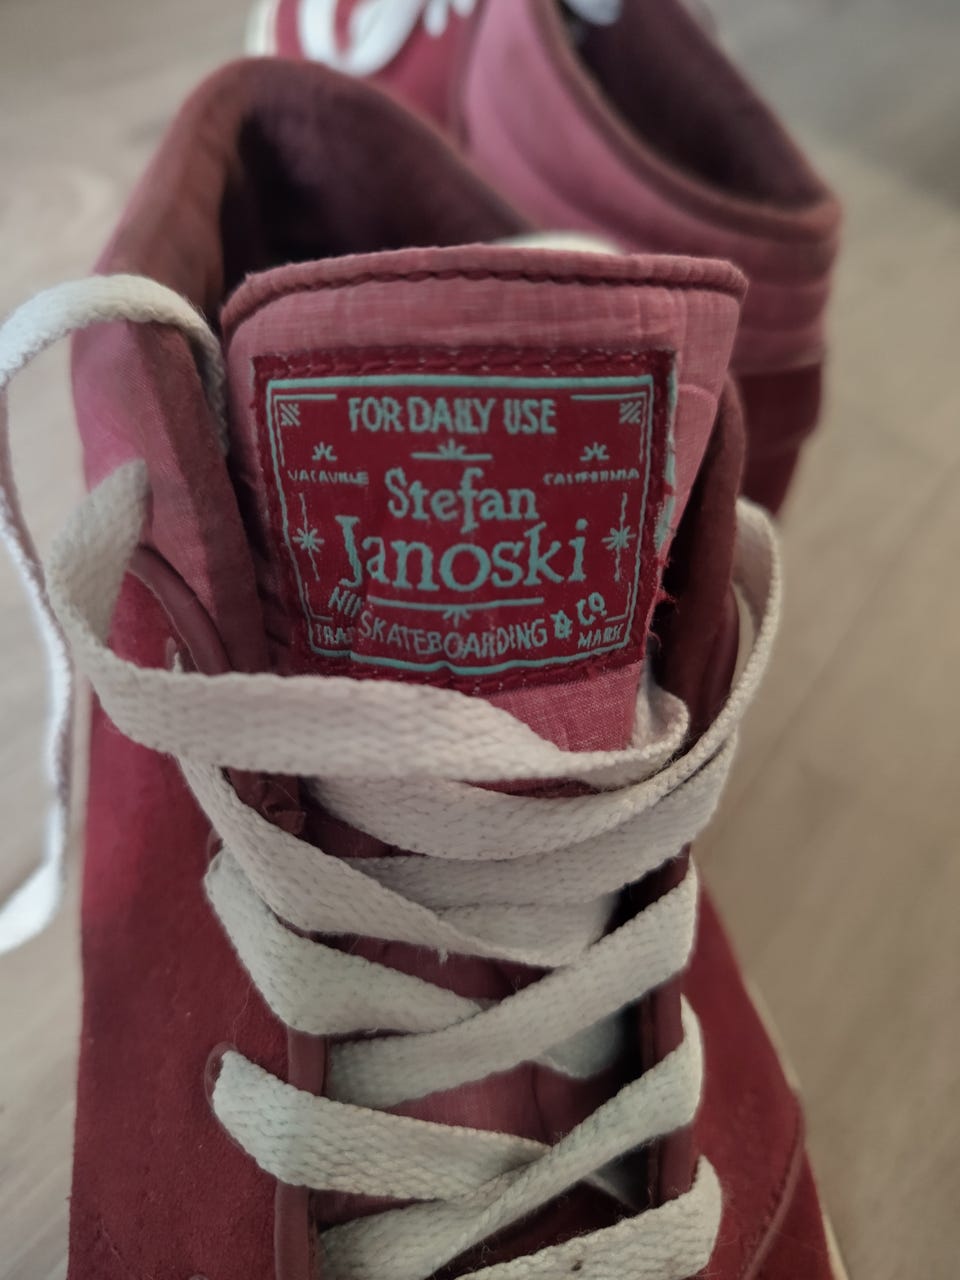 FOR DAILY USE
VACAVILLE CALIFORNIA
Stefan
Janoski
SKATEBOARDING & CO
MARK